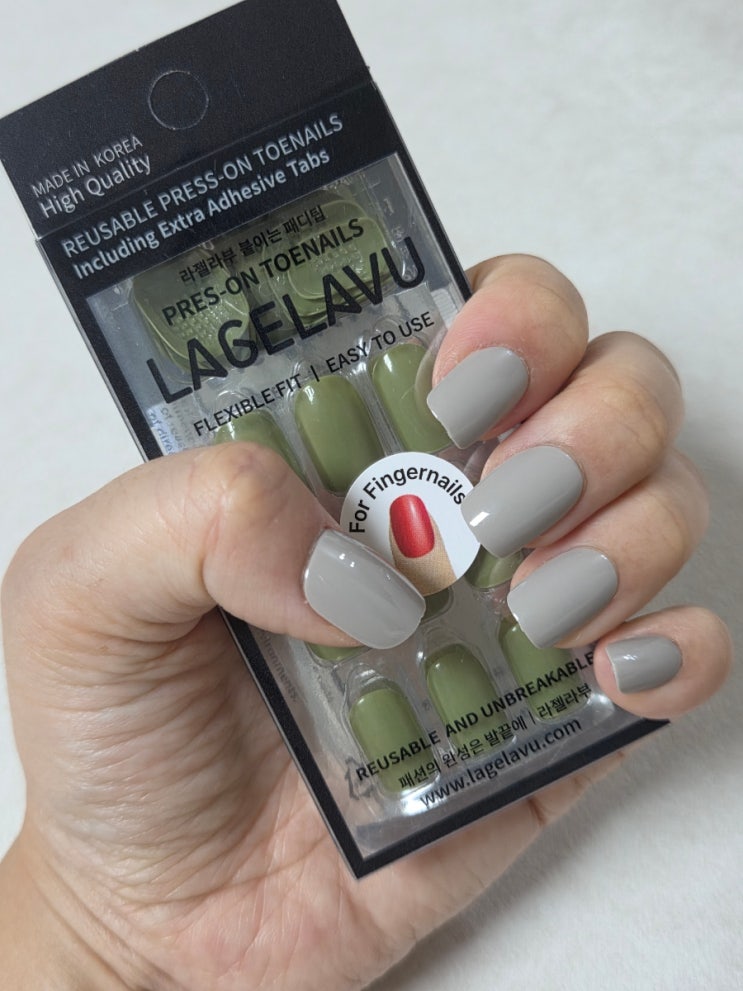 MADE IN KOREA
High Quality
REUSABLE PRESS-ON TOENAILS
Including Extra Adhesive Tabs
라젤라부 붙이는 패디팁
PRES-ON TOENAILS
LAGELAVU
FLEXIBLE FIT | EASY TO USE
For Fingernails
REUSABLE AND UNBREAKABLE
패션의 완성은 발끝에 | 라젤라부
www.lagelavu.com